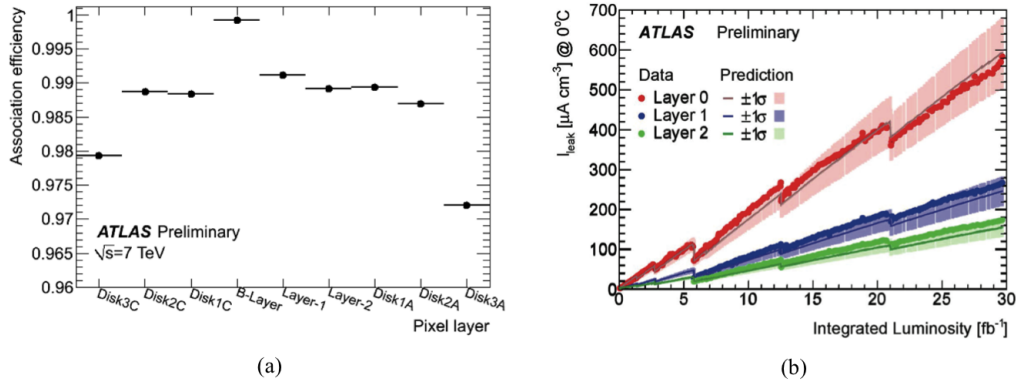 Association efficiency
1
0.995
0.99
0.985
0.98
0.975
0.97
0.965
0.96
ATLAS Preliminary
√s=7 TeV
Disk3C
Disk2C
Disk1C
B-Layer
Layer-1
Layer-2
Disk1A
Disk2A
Disk3A
Pixel layer
(a)
I_leak [μA cm⁻³] @ 0°C
700
600
500
400
300
200
100
0
ATLAS Preliminary
Data Prediction
Layer 0 ±1σ
Layer 1 ±1σ
Layer 2 ±1σ
0 5 10 15 20 25 30
Integrated Luminosity [fb⁻¹]
(b)